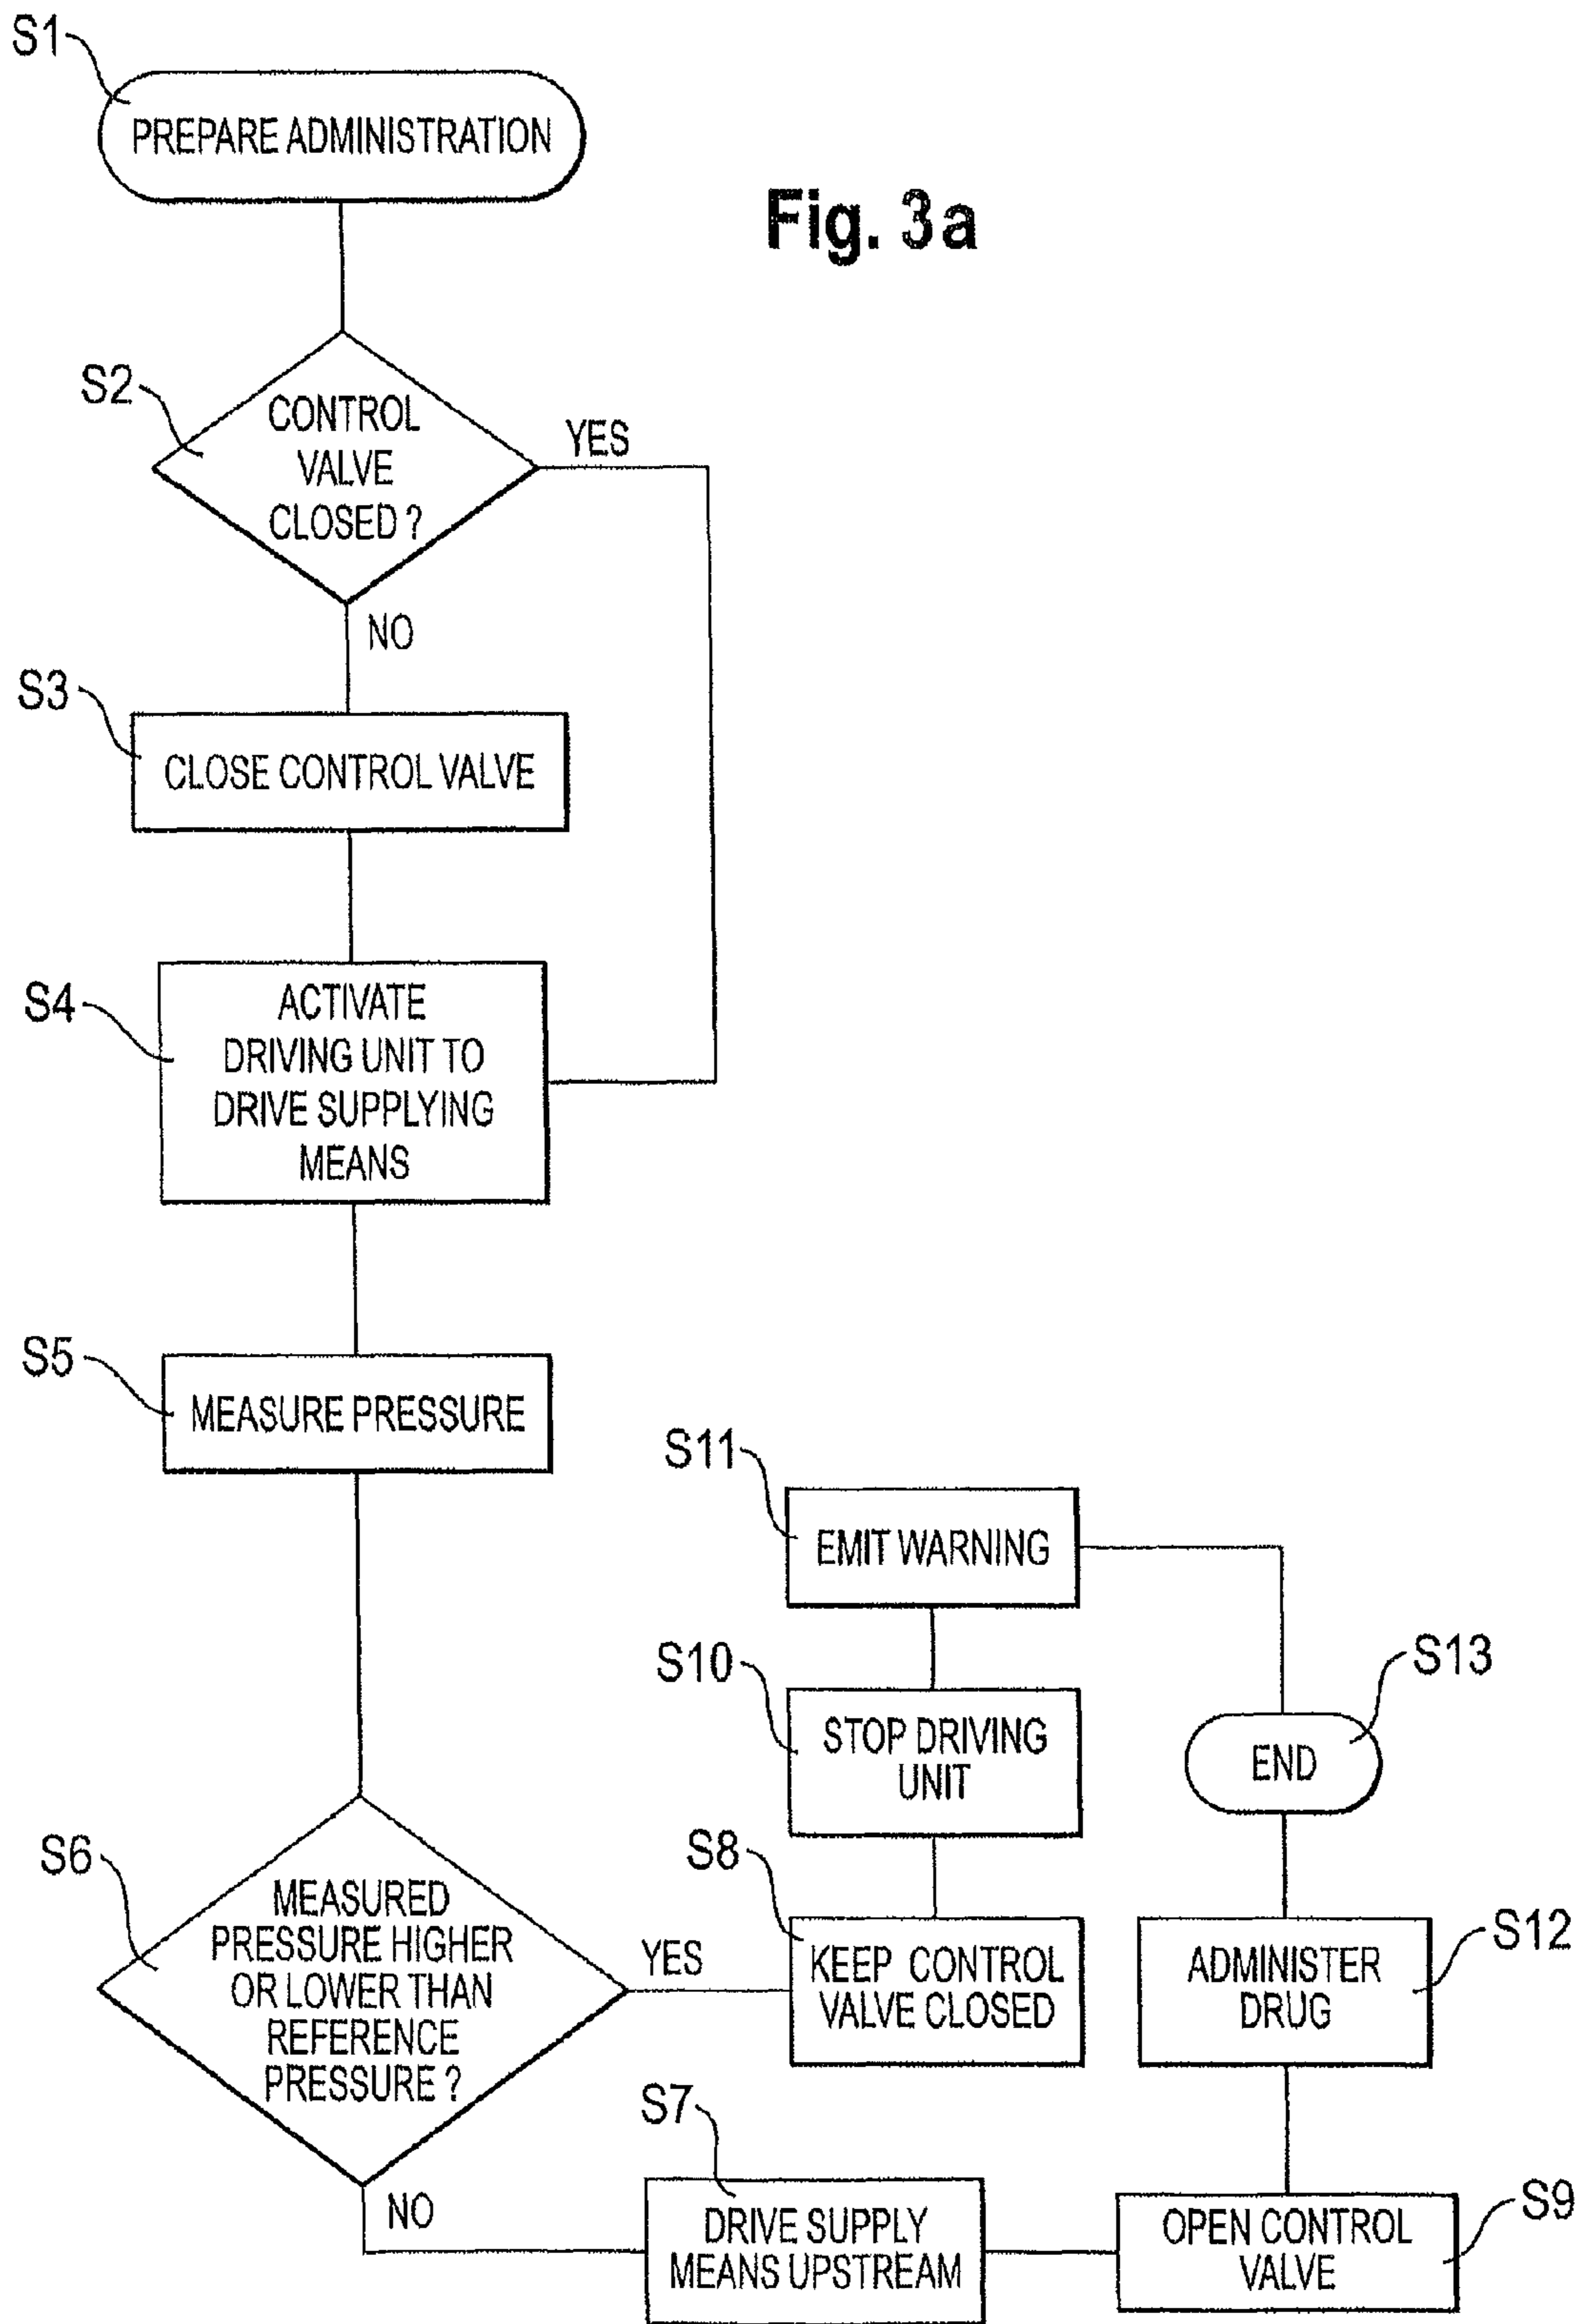 S1
PREPARE ADMINISTRATION
Fig. 3a
S2
CONTROL
VALVE
CLOSED ?
YES
NO
S3
CLOSE CONTROL VALVE
S4
ACTIVATE
DRIVING UNIT TO
DRIVE SUPPLYING
MEANS
S5
MEASURE PRESSURE
S6
MEASURED
PRESSURE HIGHER
OR LOWER THAN
REFERENCE
PRESSURE ?
YES
NO
S11
EMIT WARNING
S10
STOP DRIVING
UNIT
S8
KEEP CONTROL
VALVE CLOSED
S13
END
S12
ADMINISTER
DRUG
S7
DRIVE SUPPLY
MEANS UPSTREAM
S9
OPEN CONTROL
VALVE